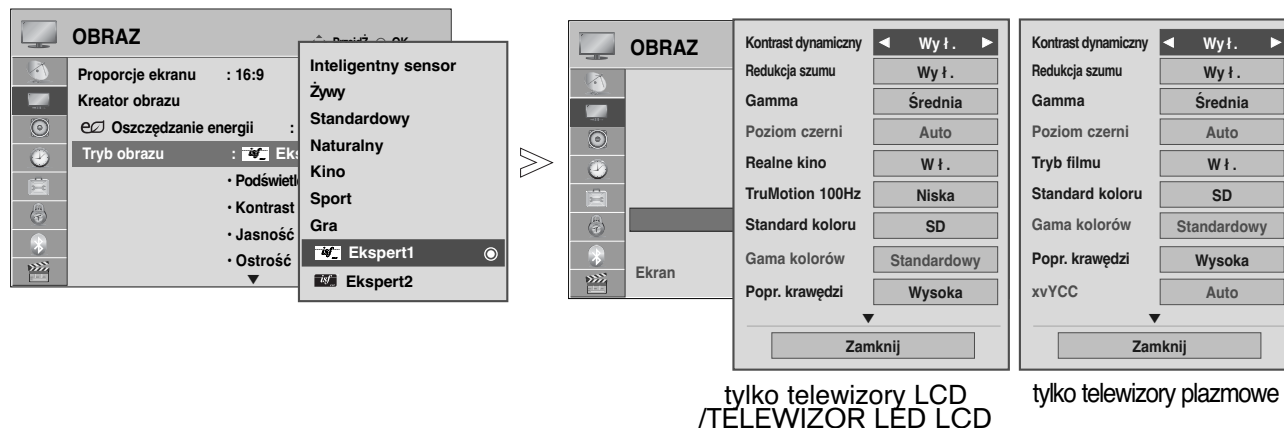 OBRAZ
OK
Proporcje ekranu : 16:9
Kreator obrazu
Oszczędzanie energii :
Tryb obrazu :
• Kontrast
• Jasność
• Ostrość
▼
Inteligentny sensor
Żywy
Standardowy
Naturalny
Kino
Sport
Gra
Ekspert1
Ekspert2
OBRAZ
Ekran
Kontrast dynamiczny ◄ Wył. ►
Redukcja szumu Wył.
Gamma Średnia
Poziom czerni Auto
Realne kino Wł.
TruMotion 100Hz Niska
Standard koloru SD
Gama kolorów Standardowy
Popr. krawędzi Wysoka
▼
Zamknij
tylko telewizory LCD
/TELEWIZOR LED LCD
Kontrast dynamiczny ◄ Wył. ►
Redukcja szumu Wył.
Gamma Średnia
Poziom czerni Auto
Tryb filmu Wł.
Standard koloru SD
Gama kolorów Standardowy
Popr. krawędzi Wysoka
xvYCC Auto
▼
Zamknij
tylko telewizory plazmowe